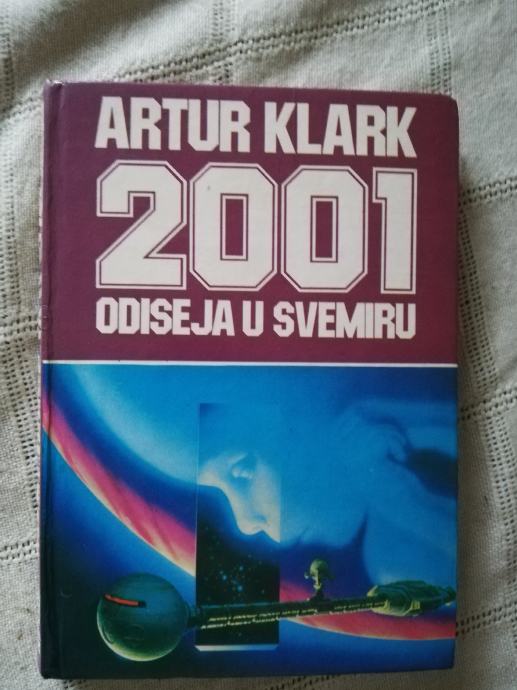 ARTUR KLARK
2001
ODISEJA U SVEMIRU